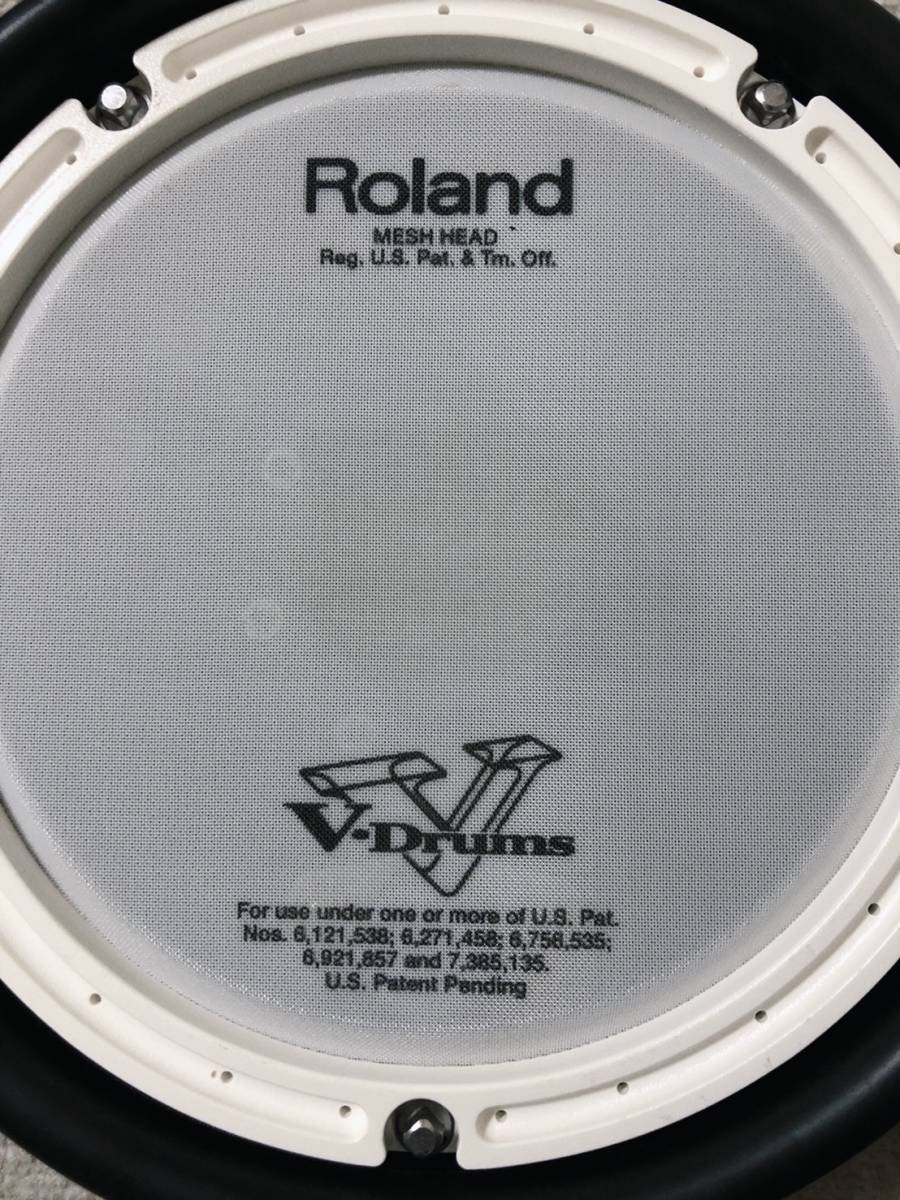 Roland
MESH HEAD
Reg. U.S. Pat. & Tm. Off.
V-Drums
For use under one or more of U.S. Pat.
Nos. 6,121,538; 6,271,458; 6,756,535;
6,921,857 and 7,385,135.
U.S. Patent Pending